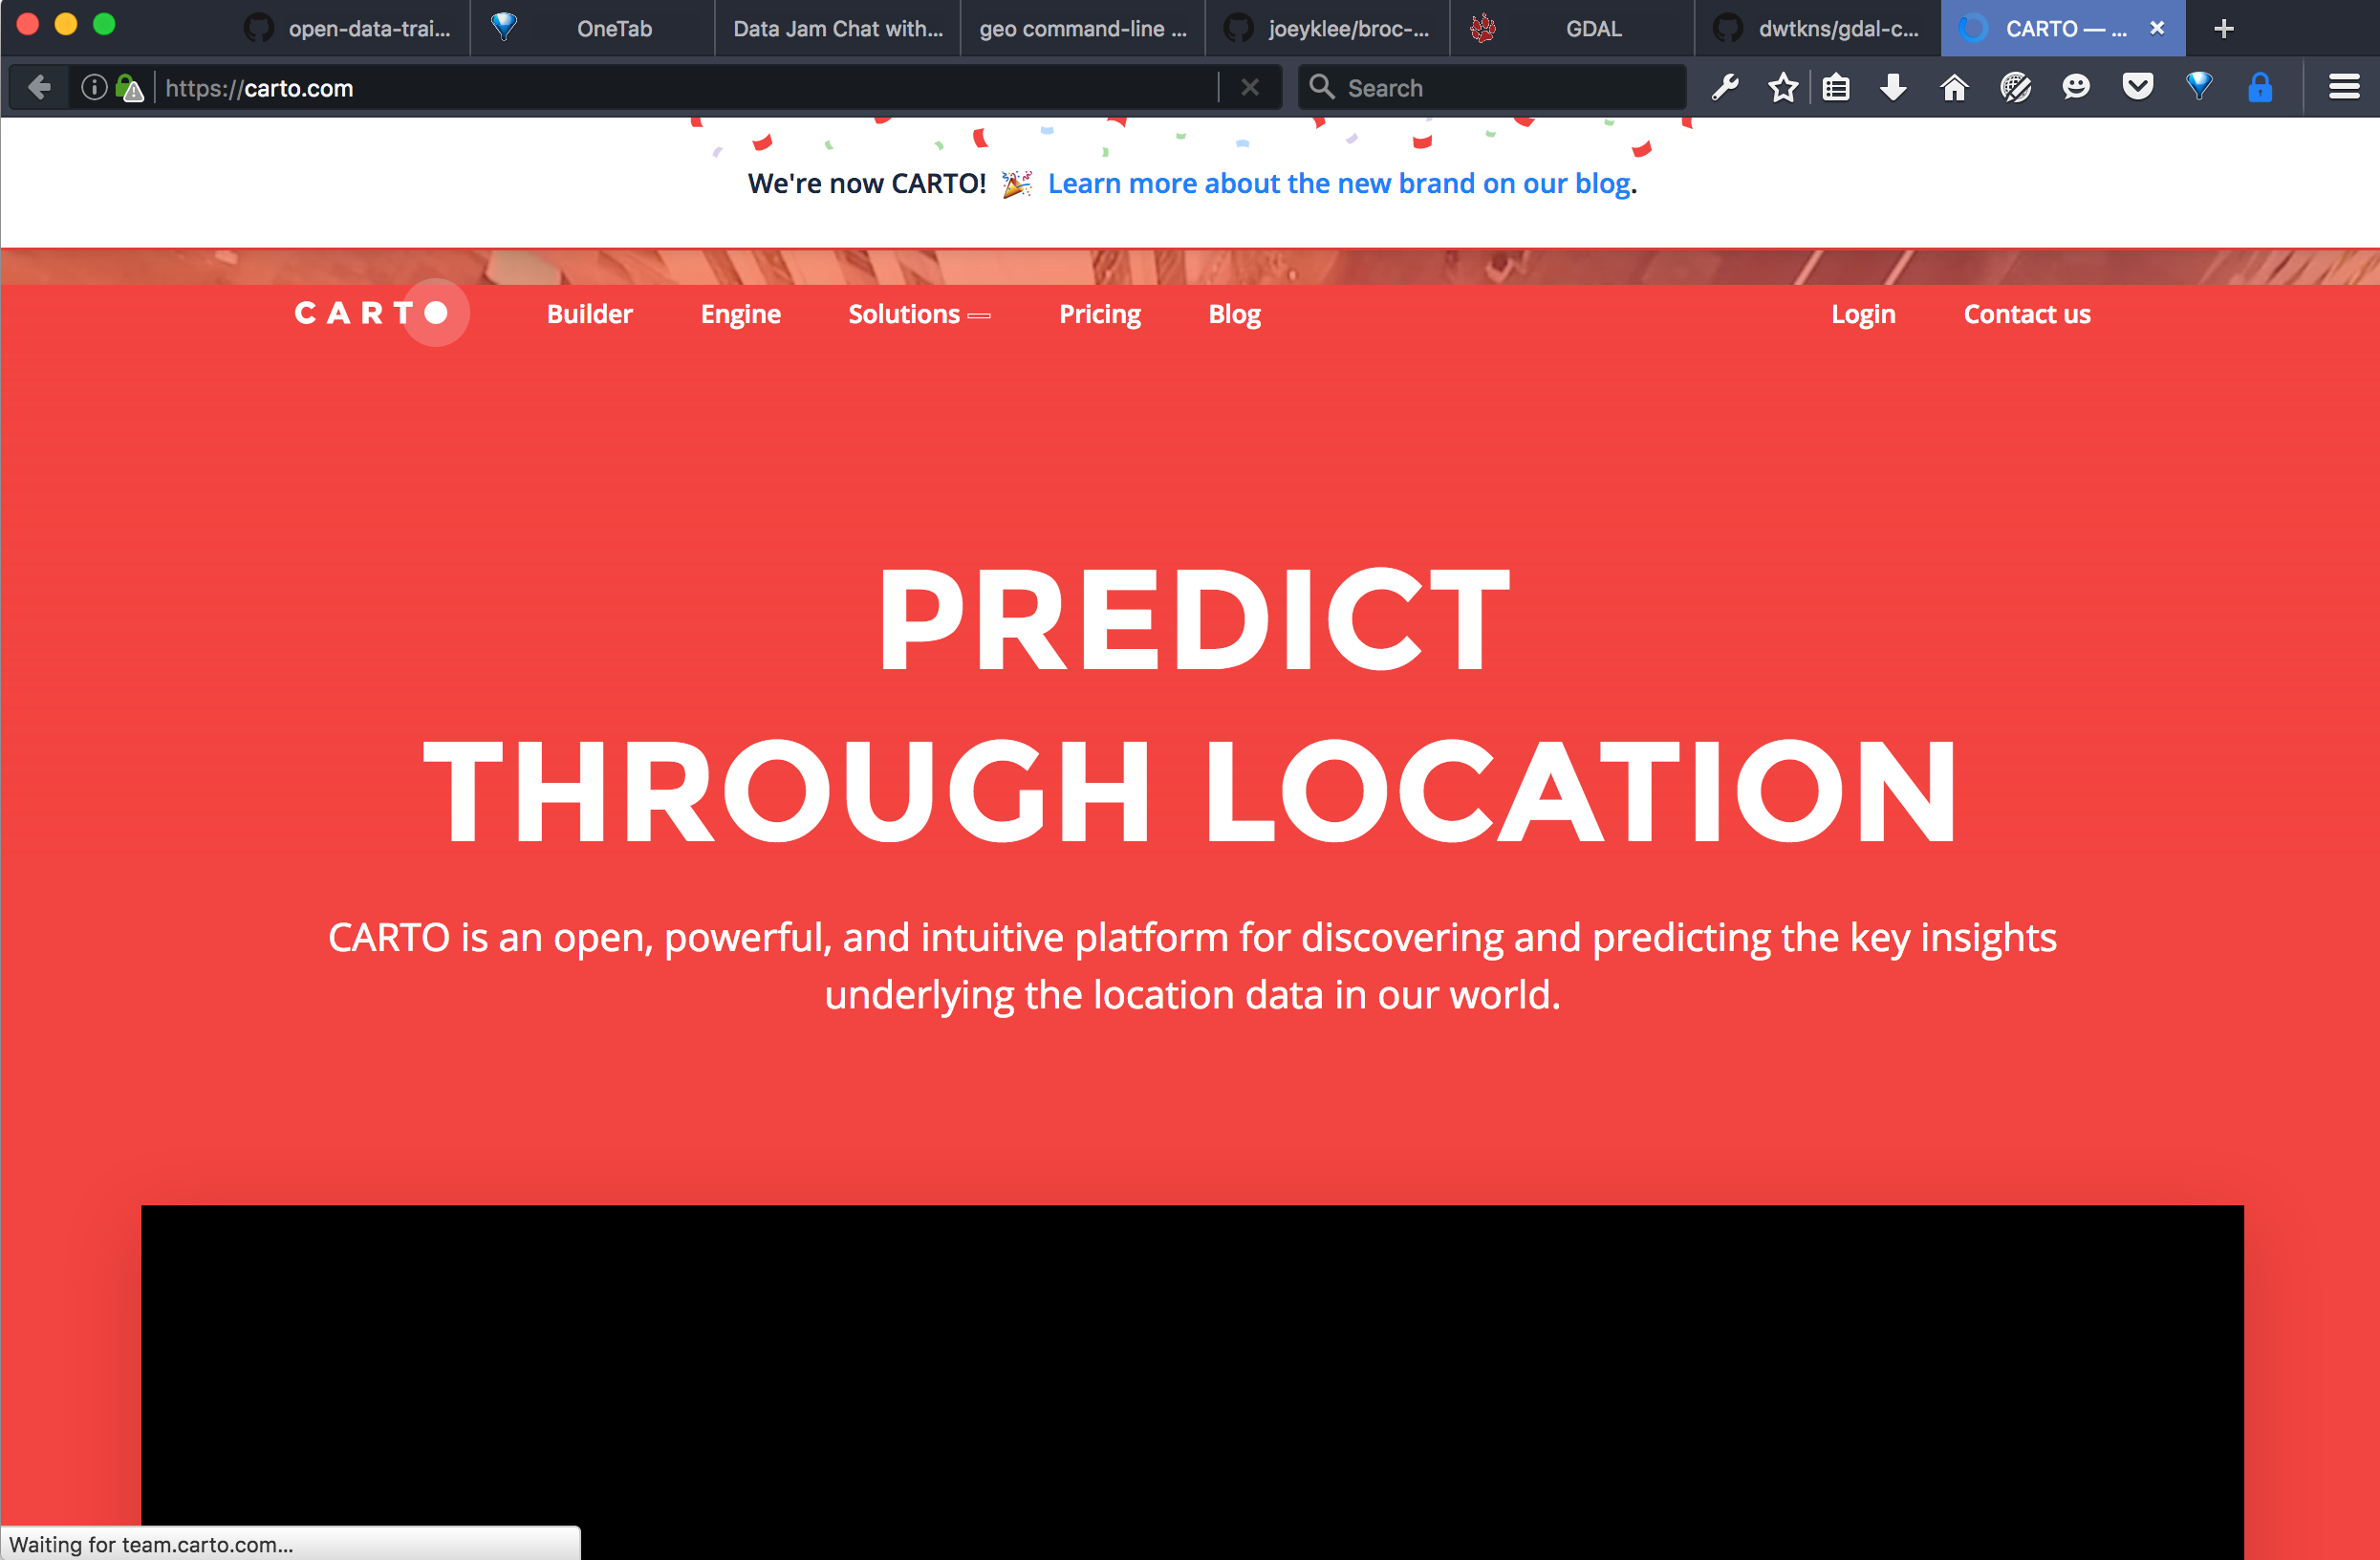 open-data-trai...
OneTab
Data Jam Chat with...
geo command-line ...
joeyklee/broc-...
GDAL
dwtkns/gdal-c...
CARTO — ...
https://carto.com
Search
We're now CARTO! 🎉 Learn more about the new brand on our blog.
CARTO
Builder
Engine
Solutions
Pricing
Blog
Login
Contact us
PREDICT
THROUGH LOCATION
CARTO is an open, powerful, and intuitive platform for discovering and predicting the key insights
underlying the location data in our world.
Waiting for team.carto.com...